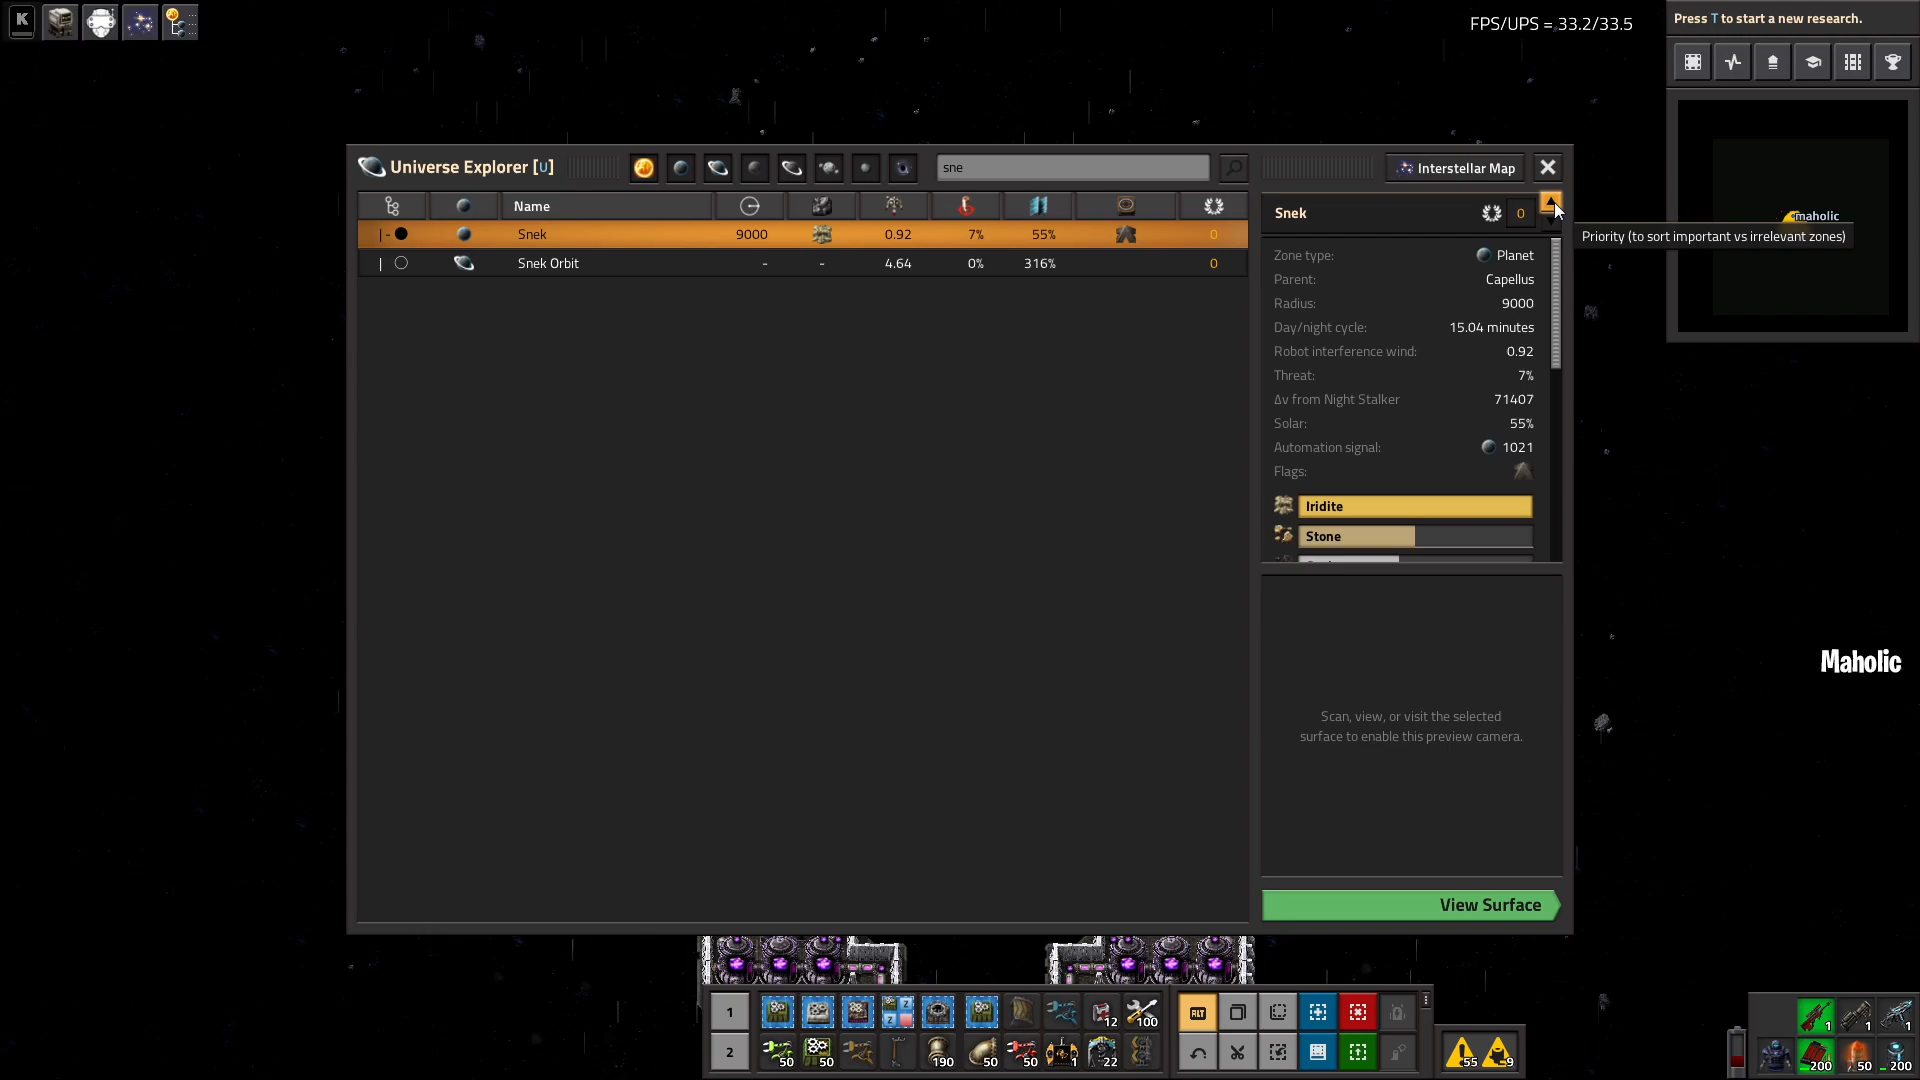 K
FPS/UPS = 33.2/33.5
Press T to start a new research.
maholic
Universe Explorer [U]
sne
Interstellar Map
Name
|- Snek 9000 0.92 7% 55% 0
| Snek Orbit - - 4.64 0% 316% 0
Snek 0
Priority (to sort important vs irrelevant zones)
Zone type: Planet
Parent: Capellus
Radius: 9000
Day/night cycle: 15.04 minutes
Robot interference wind: 0.92
Threat: 7%
Δv from Night Stalker 71407
Solar: 55%
Automation signal: 1021
Flags:
Iridite
Stone
Scan, view, or visit the selected
surface to enable this preview camera.
View Surface
Maholic
1 Z Z 12 100 ALT
2 50 50 190 50 50 1 22
55 9
1 1 1
200 50 200